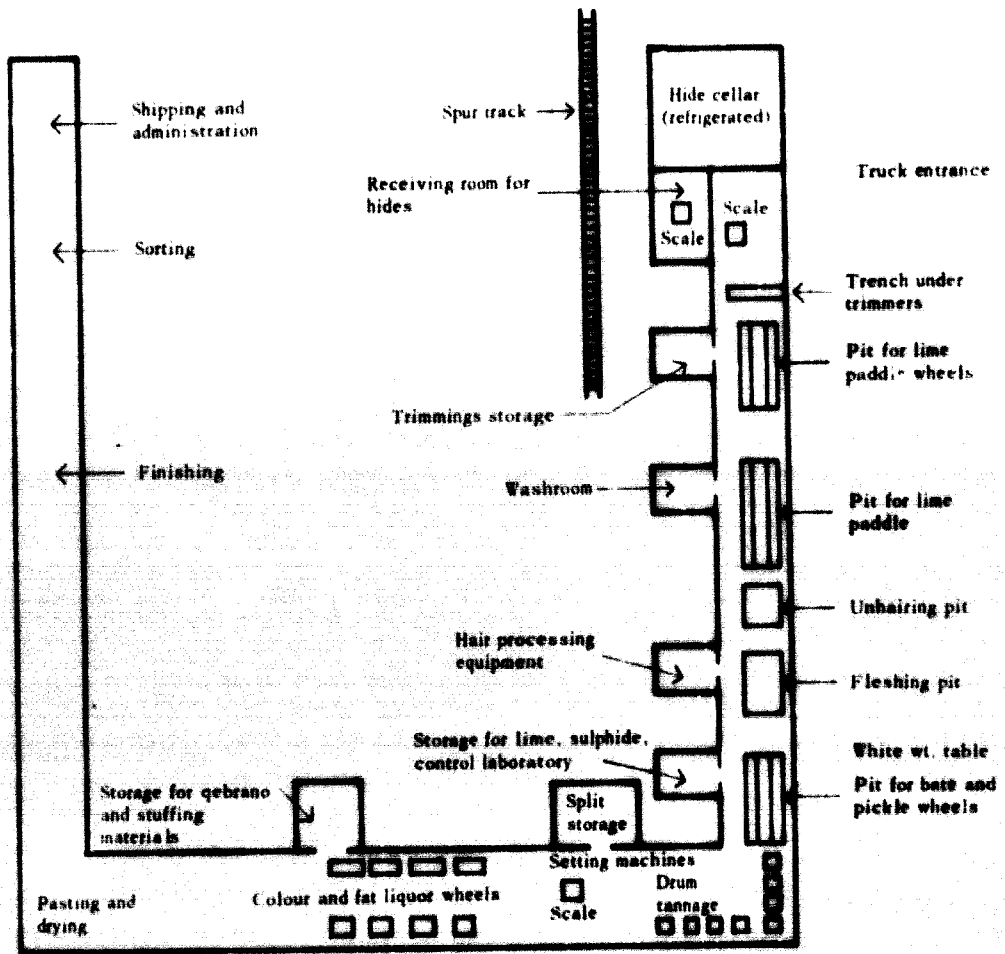 Hide cellar
(refrigerated)
Shipping and
administration
Spur track
Truck entrance
Receiving room for
hides
Scale
Scale
Sorting
Trench under
trimmers
Pit for lime
paddle wheels
Trimmings storage
Finishing
Washroom
Pit for lime
paddle
Unhairing pit
Hair processing
equipment
Fleshing pit
Storage for lime, sulphide,
control laboratory
White wt. table
Pit for bate and
pickle wheels
Storage for qebrano
and stuffing
materials
Split
storage
Setting machines
Drum
tannage
Scale
Colour and fat liquor wheels
Pasting and
drying